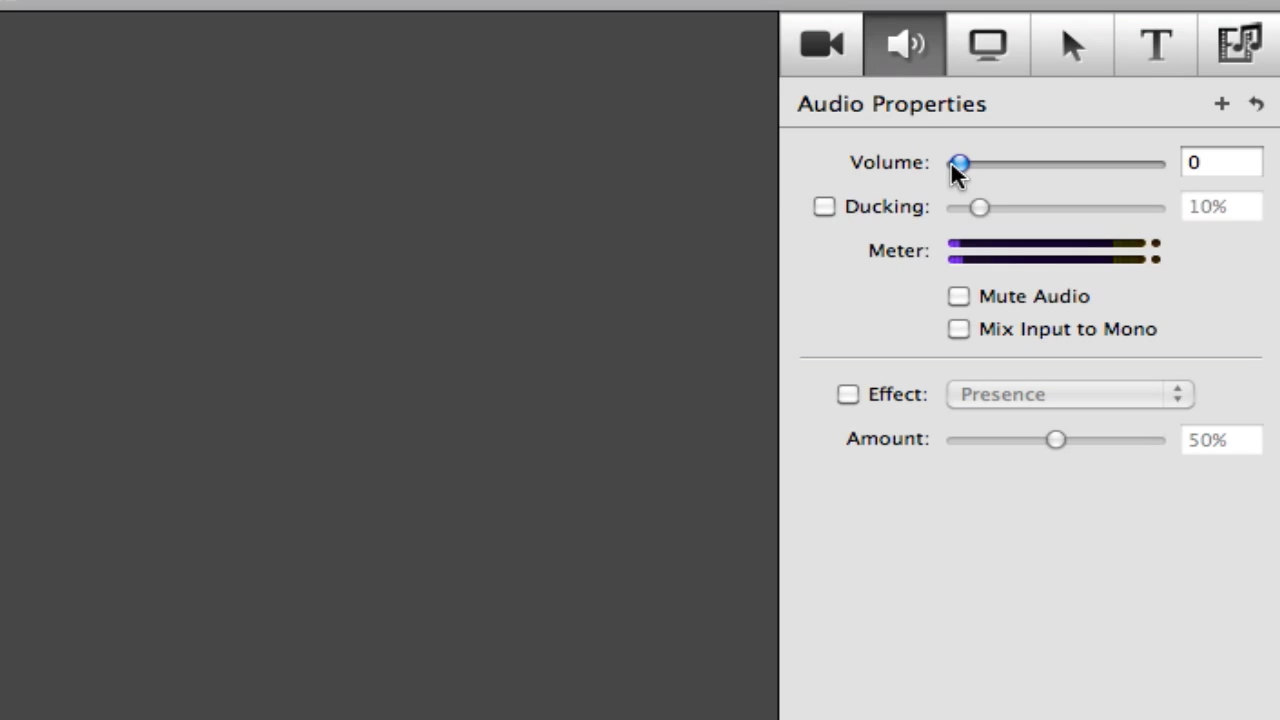 T
Audio Properties
Volume: 0
Ducking: 10%
Meter:
Mute Audio
Mix Input to Mono
Effect: Presence
Amount: 50%